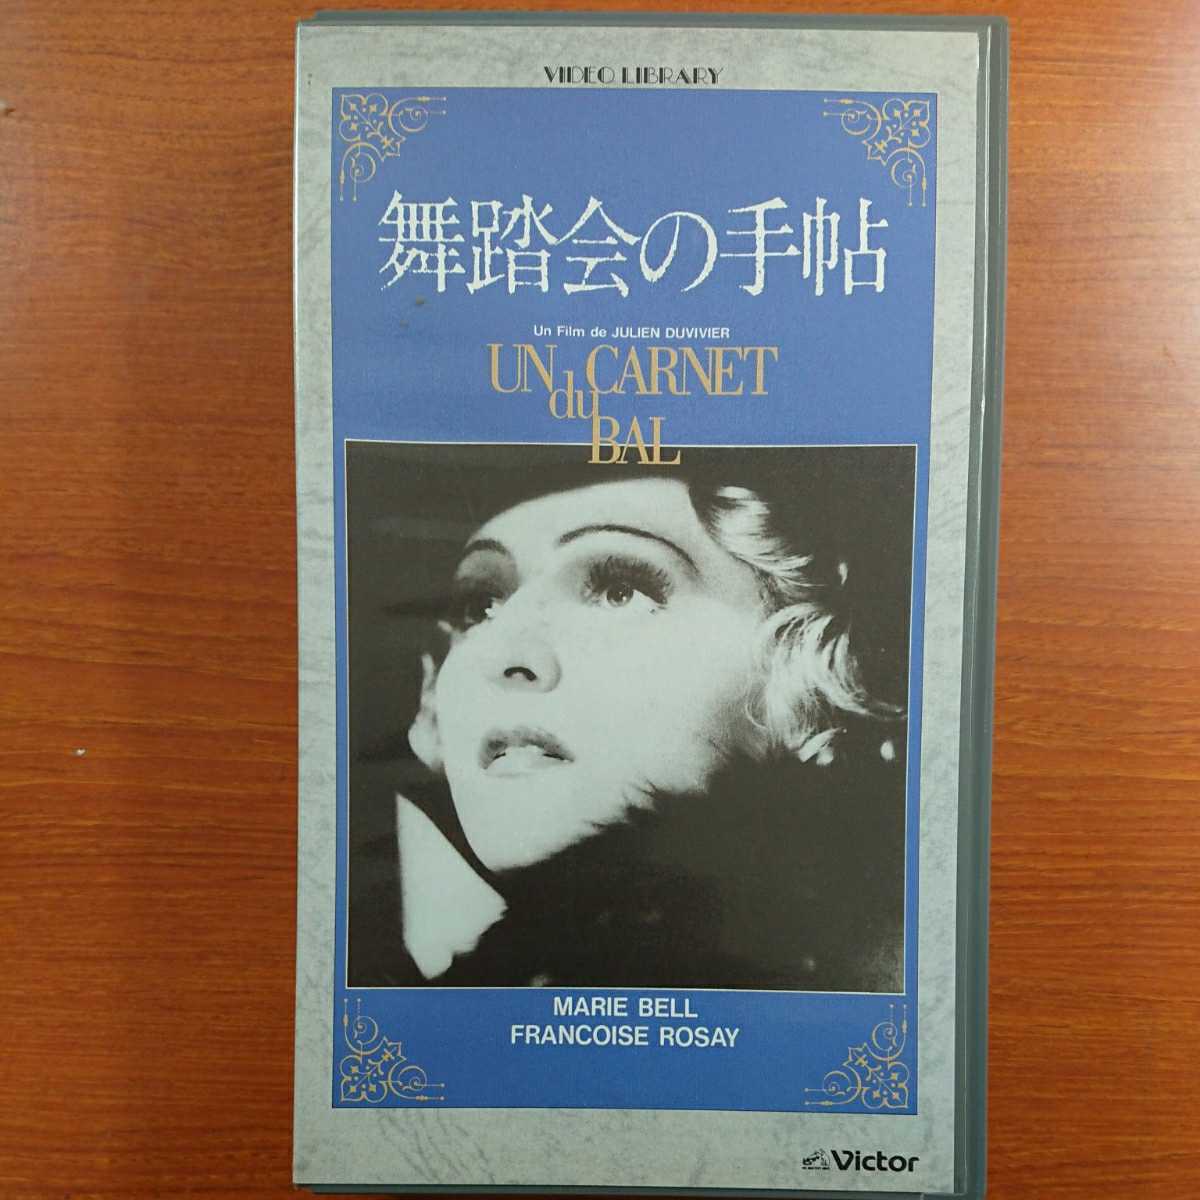 VIDEO LIBRARY
舞踏会の手帖
Un Film de JULIEN DUVIVIER
UN CARNET
du
BAL
MARIE BELL
FRANCOISE ROSAY
Victor